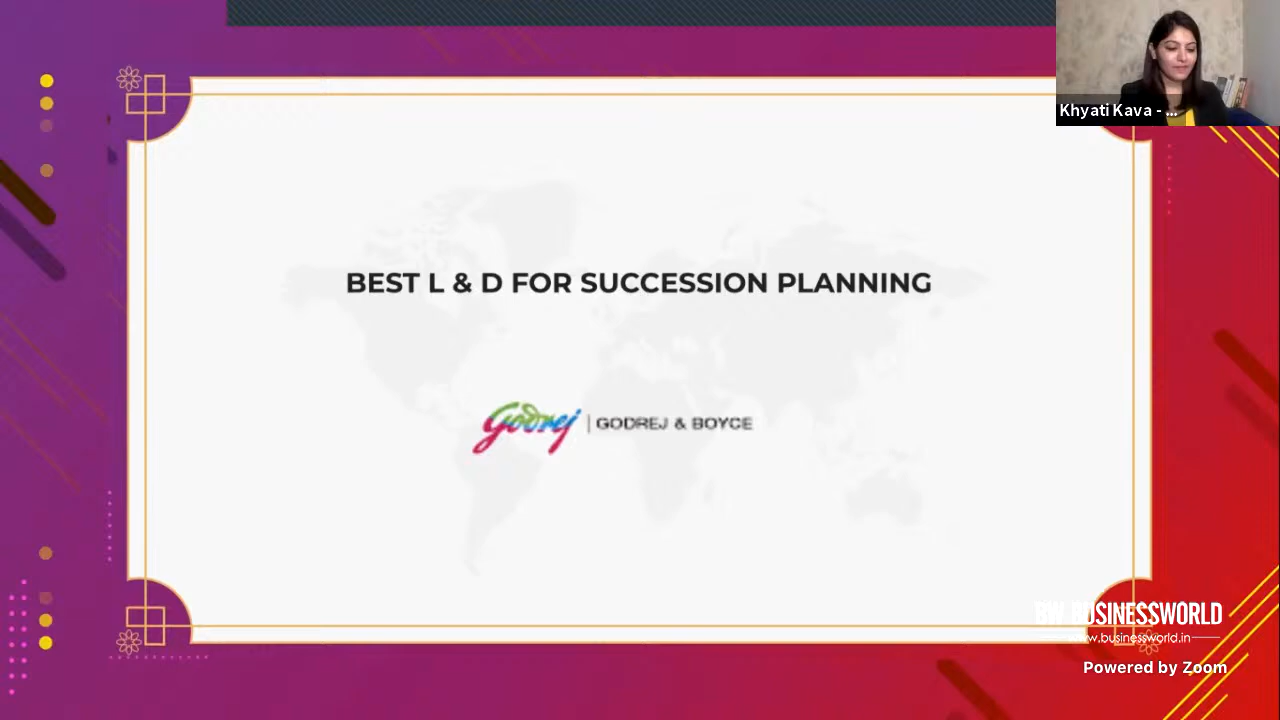 Khyati Kava - ...
BEST L & D FOR SUCCESSION PLANNING
Godrej | GODREJ & BOYCE
BW BUSINESSWORLD
www.businessworld.in
Powered by Zoom